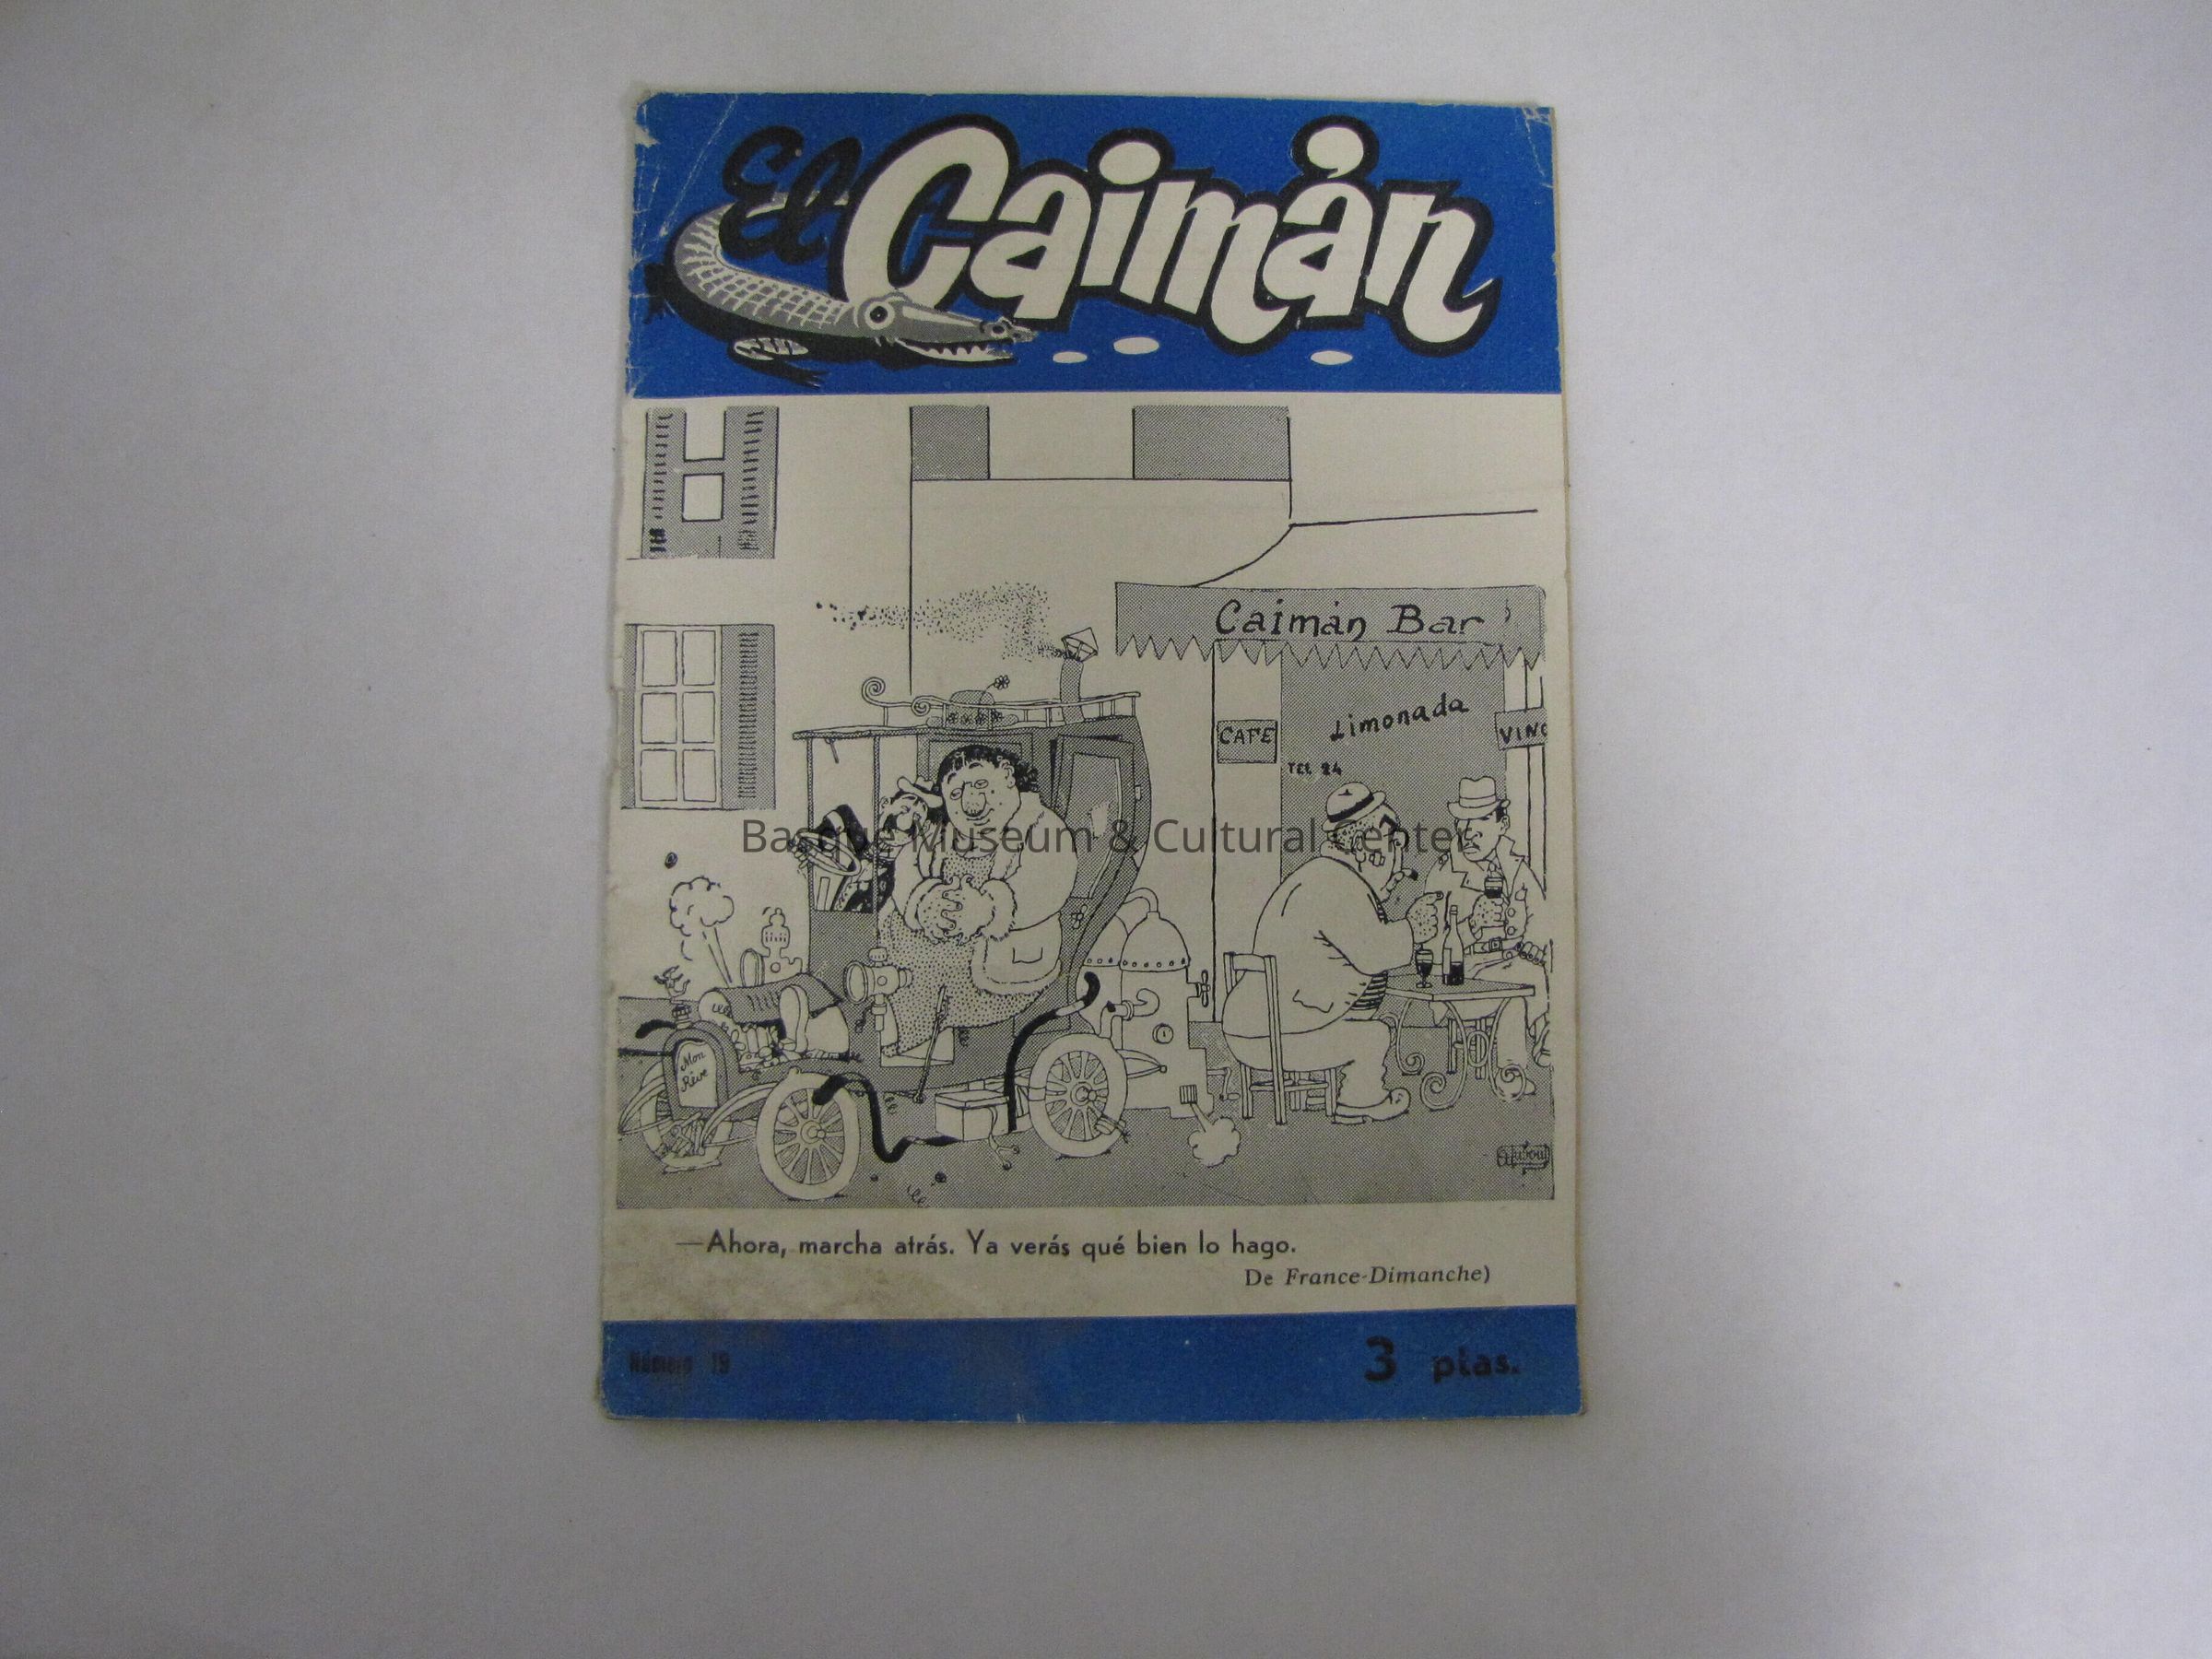 El Caimán
Caimán Bar
Limonada
CAFE
VINO
TEL 24
Basque Museum & Cultural Center
Mon
Rêve
Dubout
—Ahora, marcha atrás. Ya verás qué bien lo hago.
De France-Dimanche)
Número 19
3 ptas.